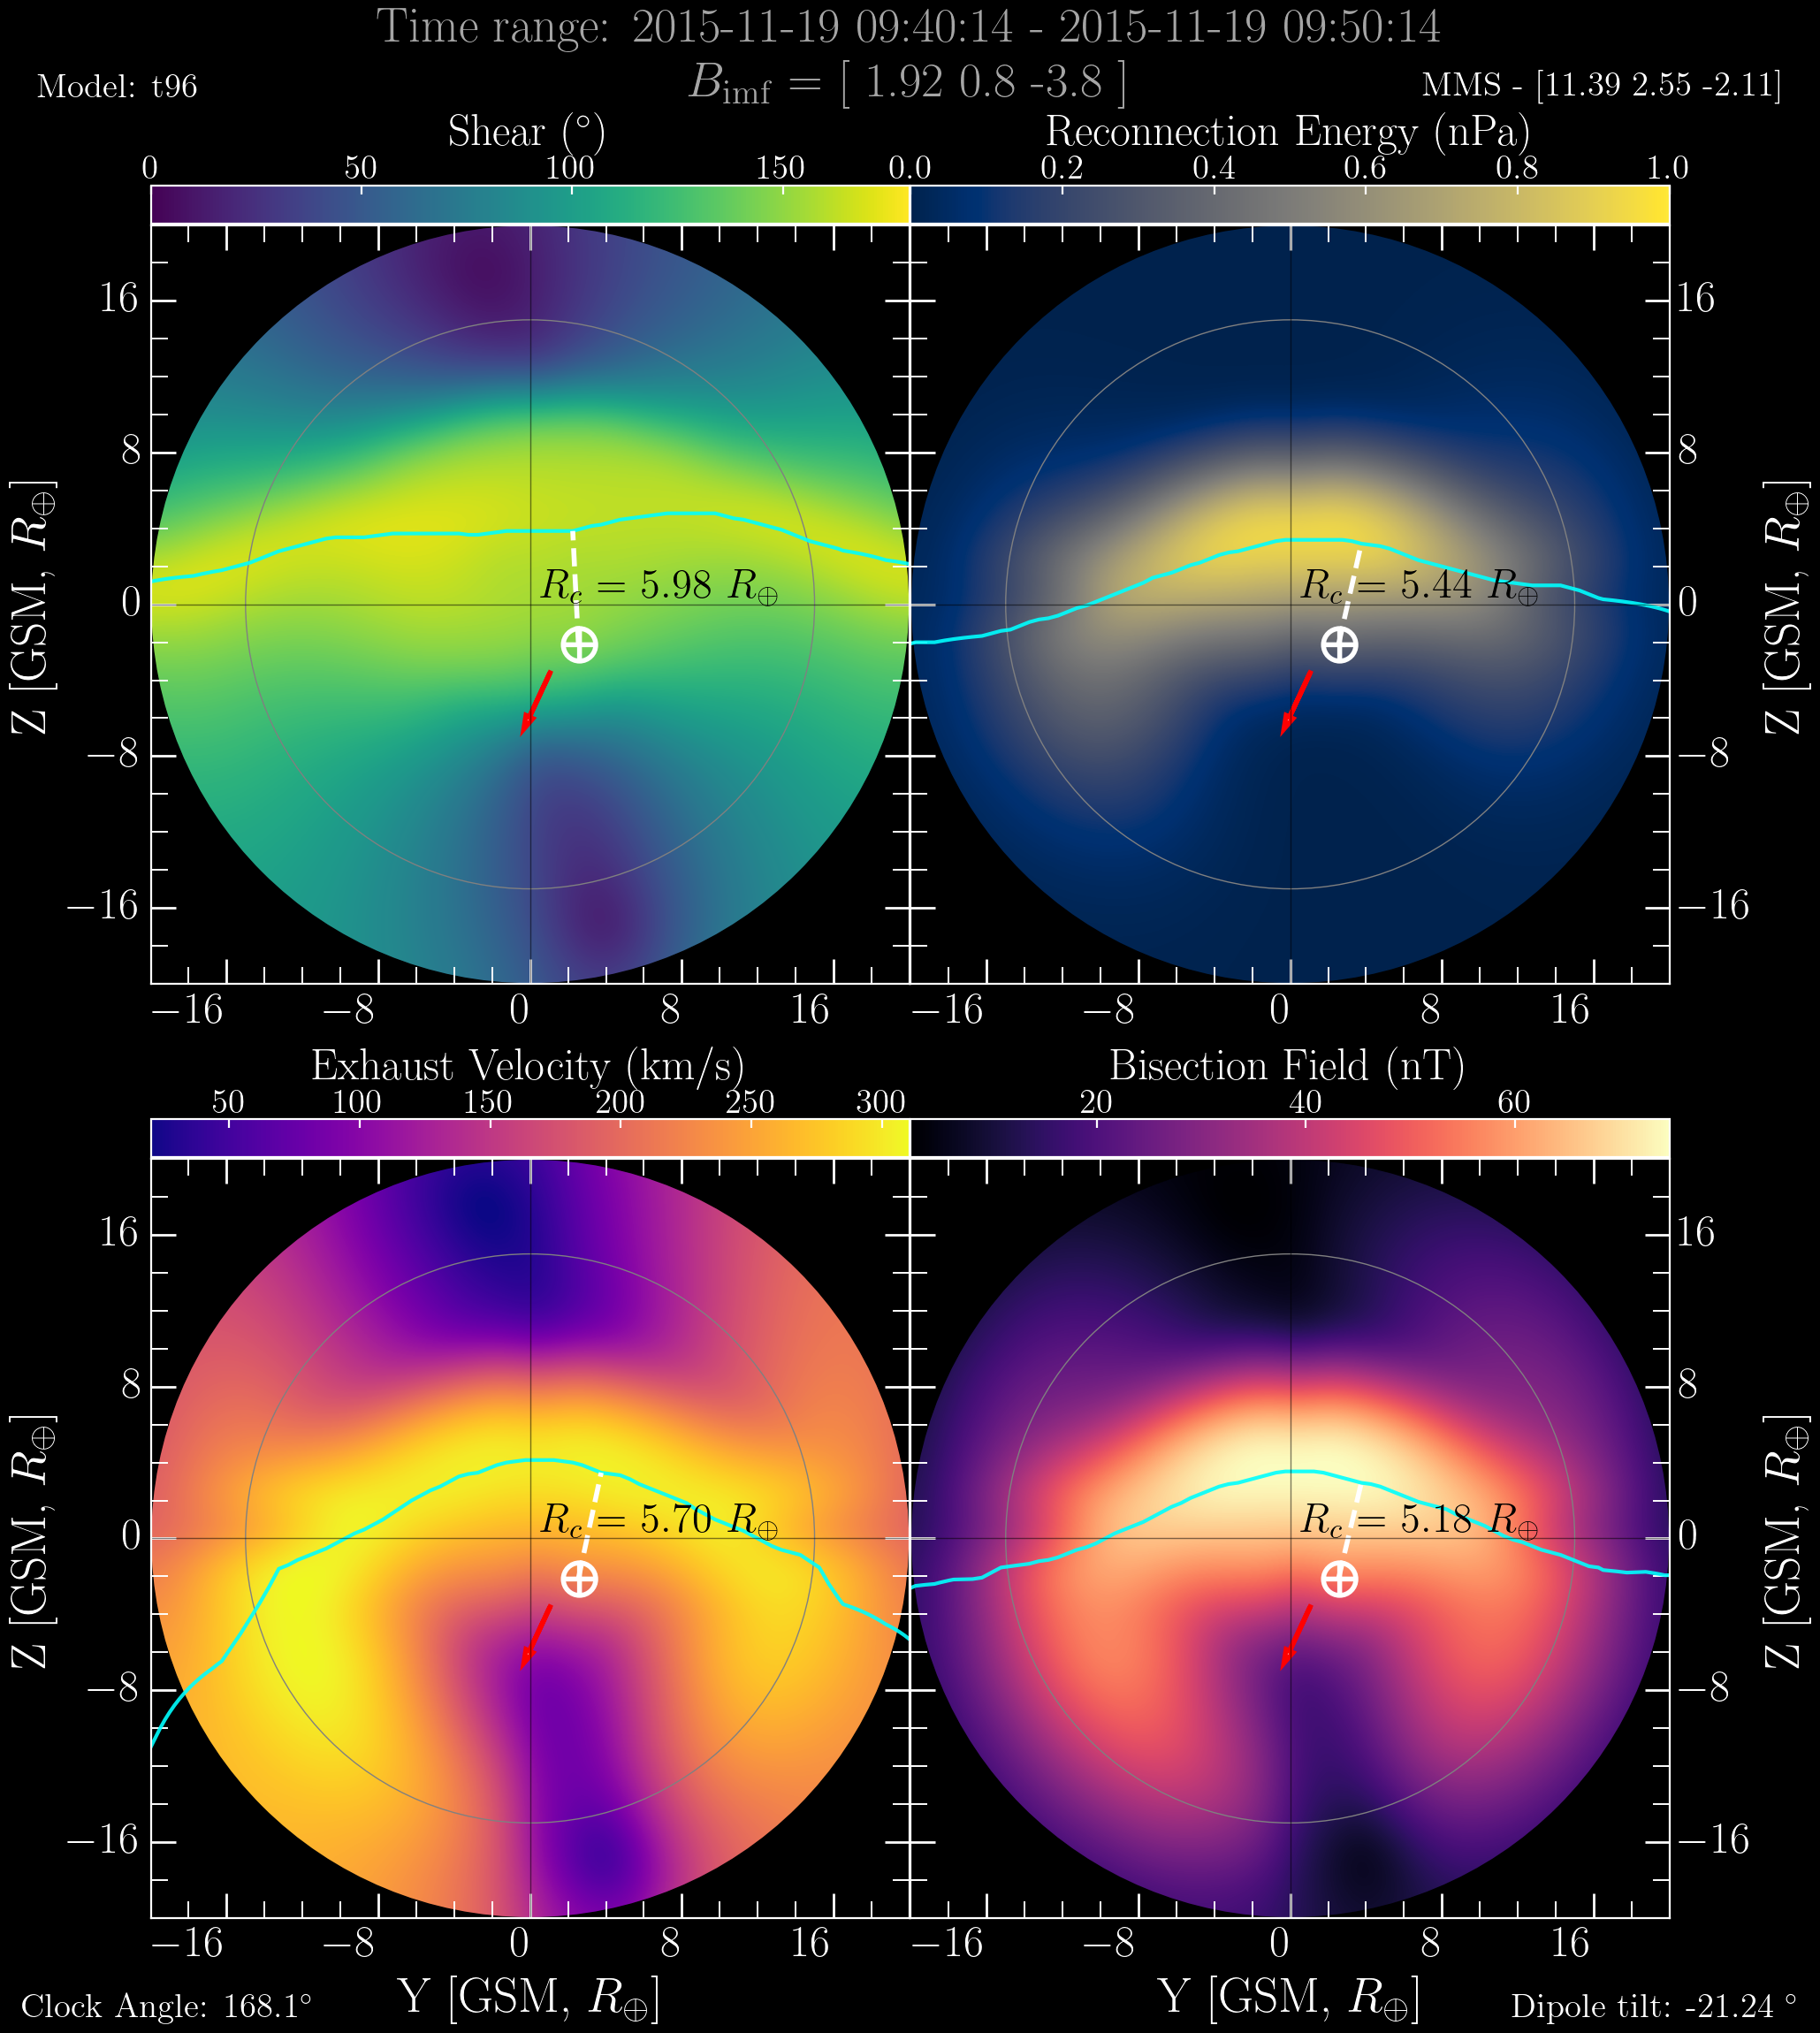 Time range: 2015-11-19 09:40:14 - 2015-11-19 09:50:14
Model: t96
B_imf = [ 1.92 0.8 -3.8 ]
MMS - [11.39 2.55 -2.11]
Shear (°)
Reconnection Energy (nPa)
0 50 100 150
0.0 0.2 0.4 0.6 0.8 1.0
16
8
0
−8
−16
Z [GSM, R⊕]
R_c = 5.98 R⊕
R_c = 5.44 R⊕
16
8
0
−8
−16
Z [GSM, R⊕]
−16 −8 0 8 16
−16 −8 0 8 16
Exhaust Velocity (km/s)
Bisection Field (nT)
50 100 150 200 250 300
20 40 60
16
8
0
−8
−16
Z [GSM, R⊕]
R_c = 5.70 R⊕
R_c = 5.18 R⊕
16
8
0
−8
−16
Z [GSM, R⊕]
−16 −8 0 8 16
−16 −8 0 8 16
Y [GSM, R⊕]
Y [GSM, R⊕]
Clock Angle: 168.1°
Dipole tilt: -21.24 °